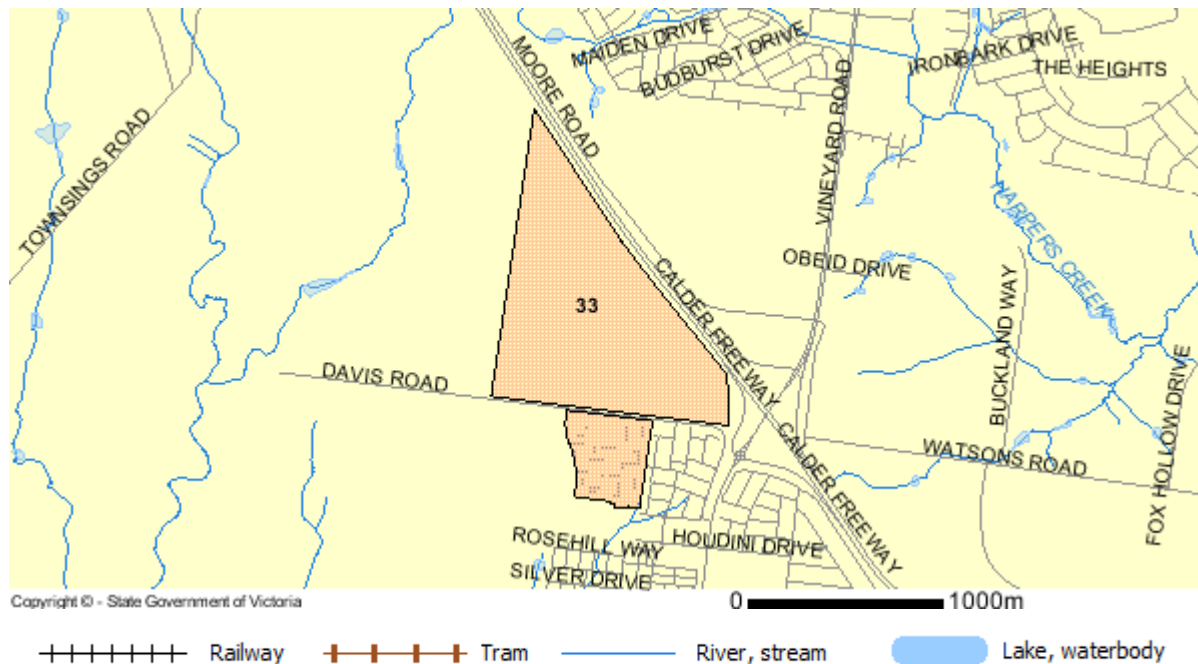 MAIDEN DRIVE
BUDBURST DRIVE
IRONBARK DRIVE
THE HEIGHTS
MOORE ROAD
TOWNSINGS ROAD
VINEYARD ROAD
HARPERS CREEK
OBEID DRIVE
CALDER FREEWAY
33
BUCKLAND WAY
DAVIS ROAD
FOX HOLLOW DRIVE
CALDER FREEWAY
WATSONS ROAD
ROSEHILL WAY
HOUDINI DRIVE
SILVER DRIVE
Copyright © - State Government of Victoria
0 1000m
Railway Tram River, stream Lake, waterbody